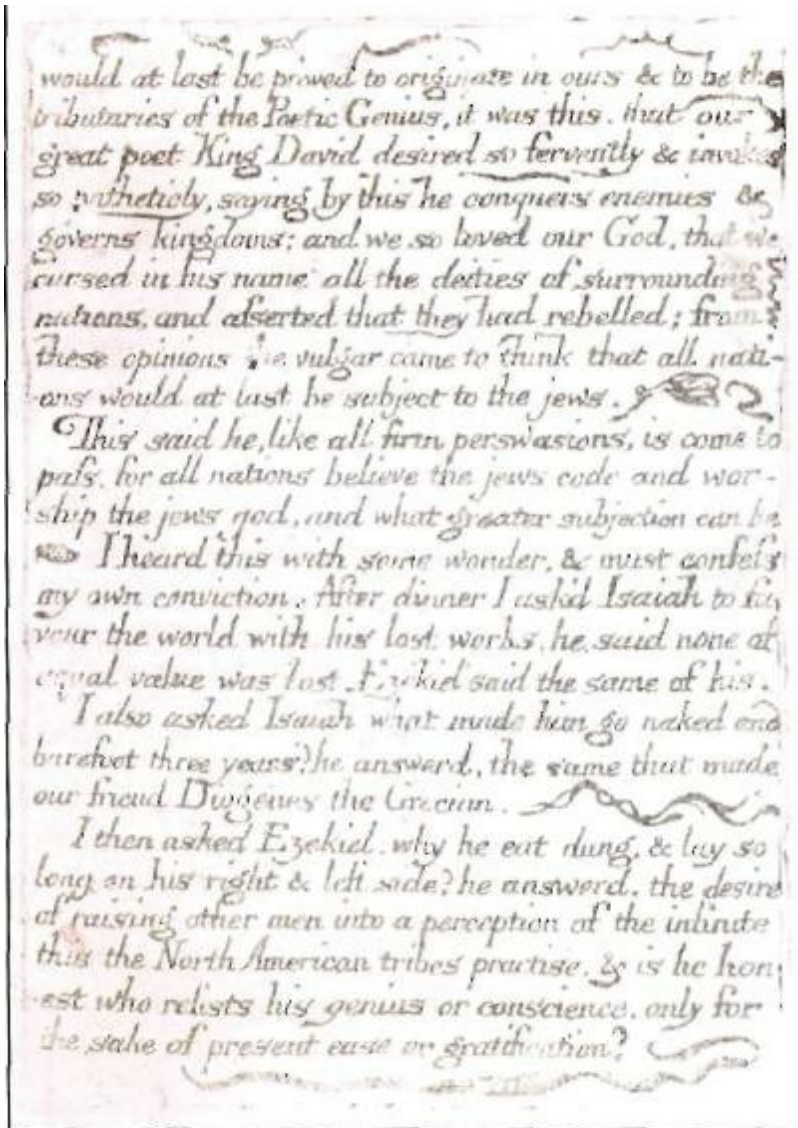 would at last be proved to originate in ours & to be the
tributaries of the Poetic Genius, it was this. that our
great poet King David desired so fervently & invokes
so patheticly, saying by this he conquers enemies &
governs kingdoms; and we so loved our God, that we
cursed in his name all the deities of surrounding
nations, and asserted that they had rebelled; from
these opinions the vulgar came to think that all nati-
-ons would at last be subject to the jews.
This said he, like all firm perswasions, is come to
pass, for all nations believe the jews code and wor-
ship the jews god, and what greater subjection can be
I heard this with some wonder, & must confess
my own conviction. After dinner I ask'd Isaiah to fa-
vour the world with his lost works, he said none of
equal value was lost. Ezekiel said the same of his.
I also asked Isaiah what made him go naked and
barefoot three years? he answerd, the same that made
our friend Diogenes the Grecian.
I then asked Ezekiel. why he eat dung, & lay so
long on his right & left side? he answerd. the desire
of raising other men into a perception of the infinite
this the North American tribes practise. & is he hon-
-est who resists his genius or conscience. only for
the sake of present ease or gratification?